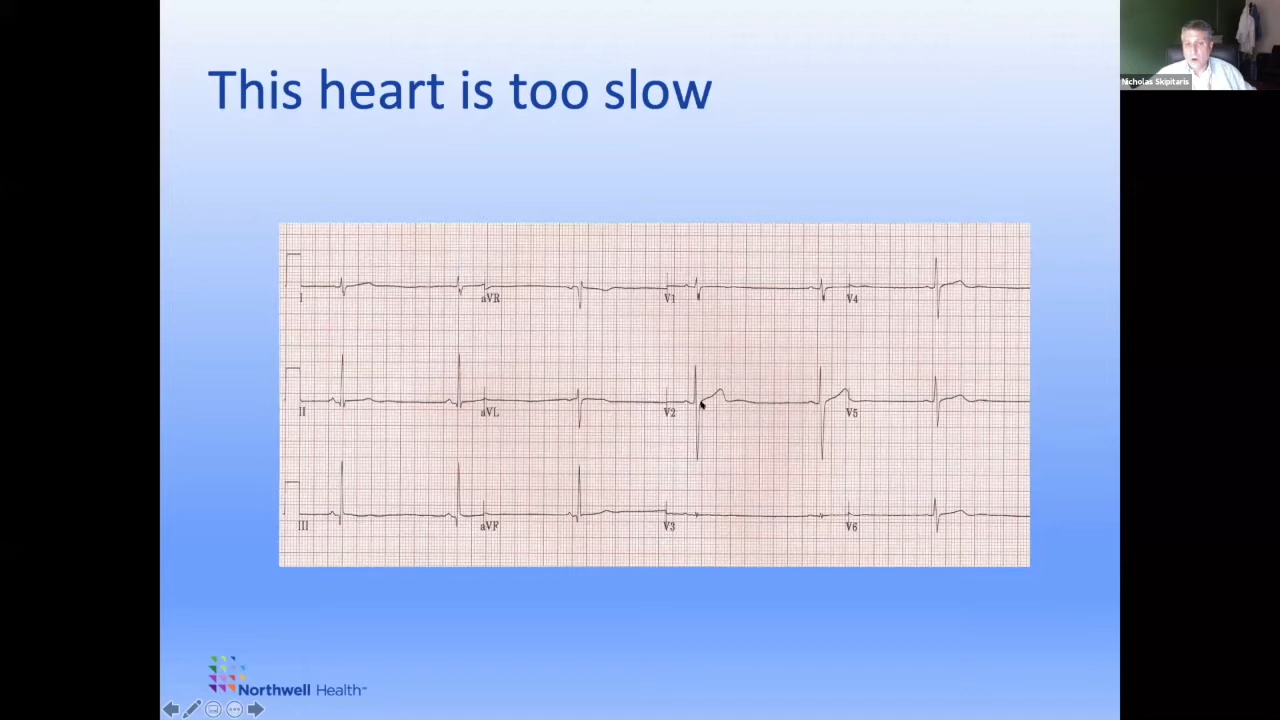 This heart is too slow
Nicholas Skipitaris
I aVR V1 V4
II aVL V2 V5
III aVF V3 V6
Northwell Health™